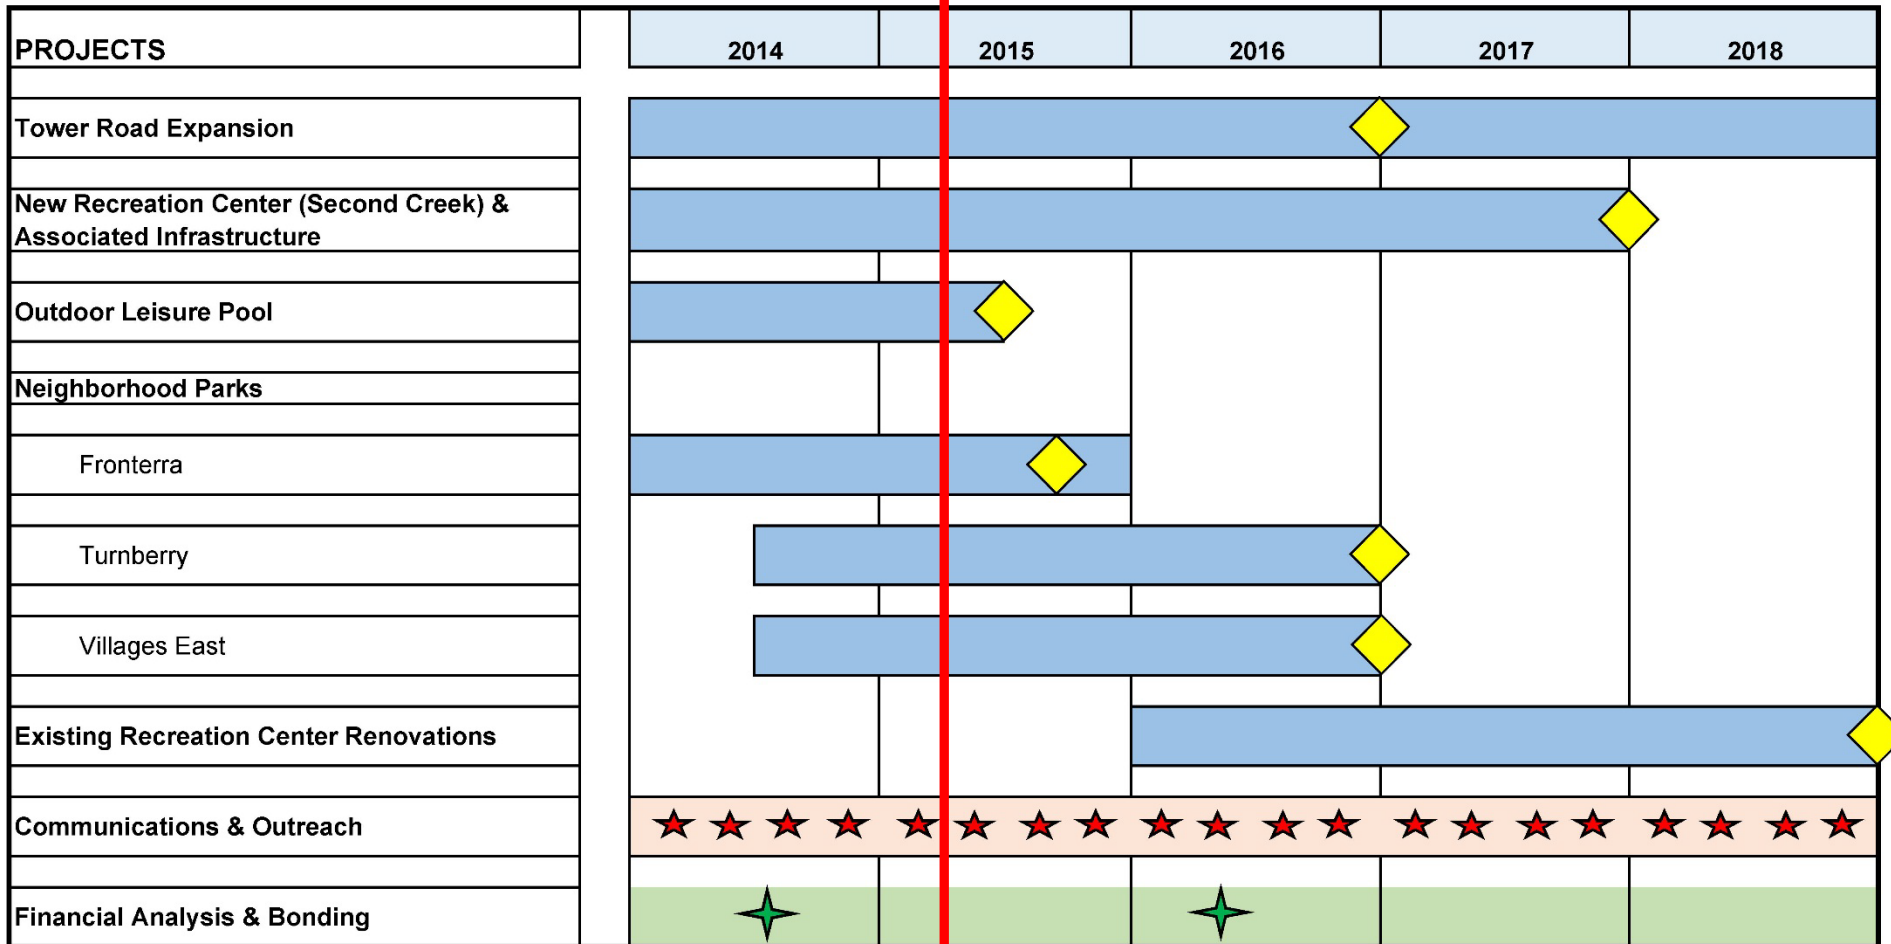 PROJECTS 2014 2015 2016 2017 2018
Tower Road Expansion
New Recreation Center (Second Creek) &
Associated Infrastructure
Outdoor Leisure Pool
Neighborhood Parks
Fronterra
Turnberry
Villages East
Existing Recreation Center Renovations
Communications & Outreach
Financial Analysis & Bonding